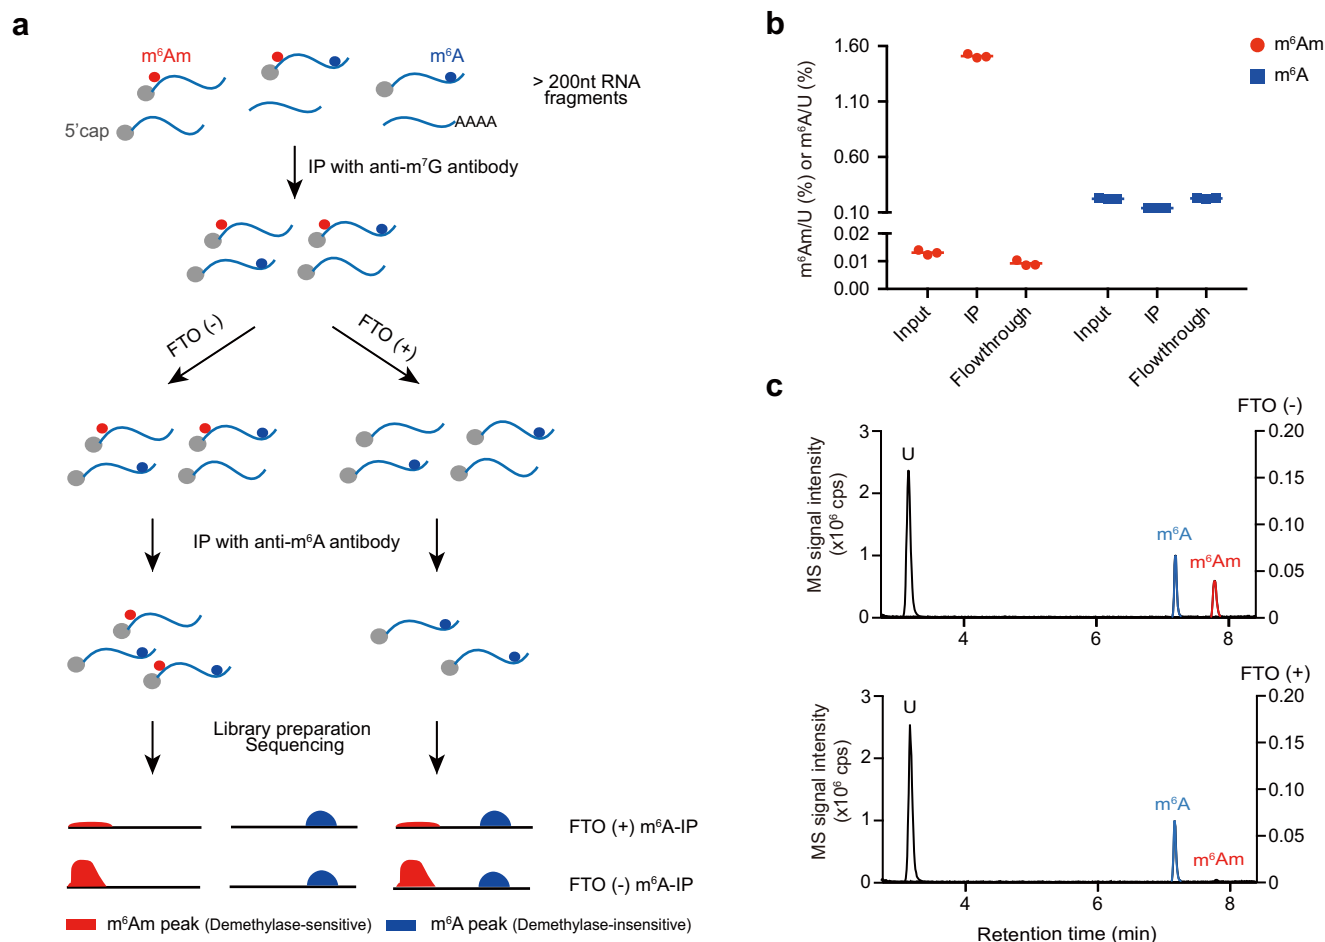 a
m⁶Am
m⁶A
> 200nt RNA
fragments
5'cap
AAAA
IP with anti-m⁷G antibody
FTO (-)
FTO (+)
IP with anti-m⁶A antibody
Library preparation
Sequencing
FTO (+) m⁶A-IP
FTO (-) m⁶A-IP
m⁶Am peak (Demethylase-sensitive)
m⁶A peak (Demethylase-insensitive)
b
m⁶Am/U (%) or m⁶A/U (%)
1.60
1.10
0.60
0.10
0.02
0.01
0.00
Input
IP
Flowthrough
Input
IP
Flowthrough
m⁶Am
m⁶A
c
FTO (-)
MS signal intensity
(x10⁶ cps)
3
2
1
0
U
m⁶A
m⁶Am
0.20
0.15
0.10
0.05
0
4
6
8
FTO (+)
MS signal intensity
(x10⁶ cps)
3
2
1
0
U
m⁶A
m⁶Am
0.20
0.15
0.10
0.05
0
4
6
8
Retention time (min)